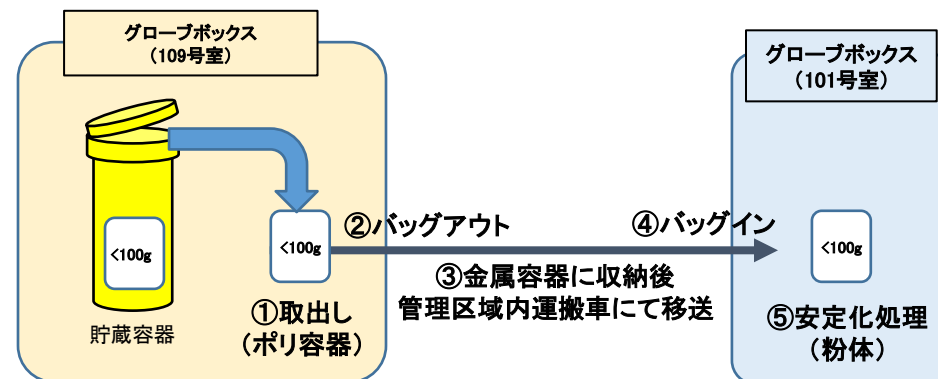 グローブボックス
（109号室）
グローブボックス
（101号室）
<100g
<100g
<100g
②バッグアウト
④バッグイン
③金属容器に収納後
管理区域内運搬車にて移送
①取出し
（ポリ容器）
貯蔵容器
⑤安定化処理
（粉体）